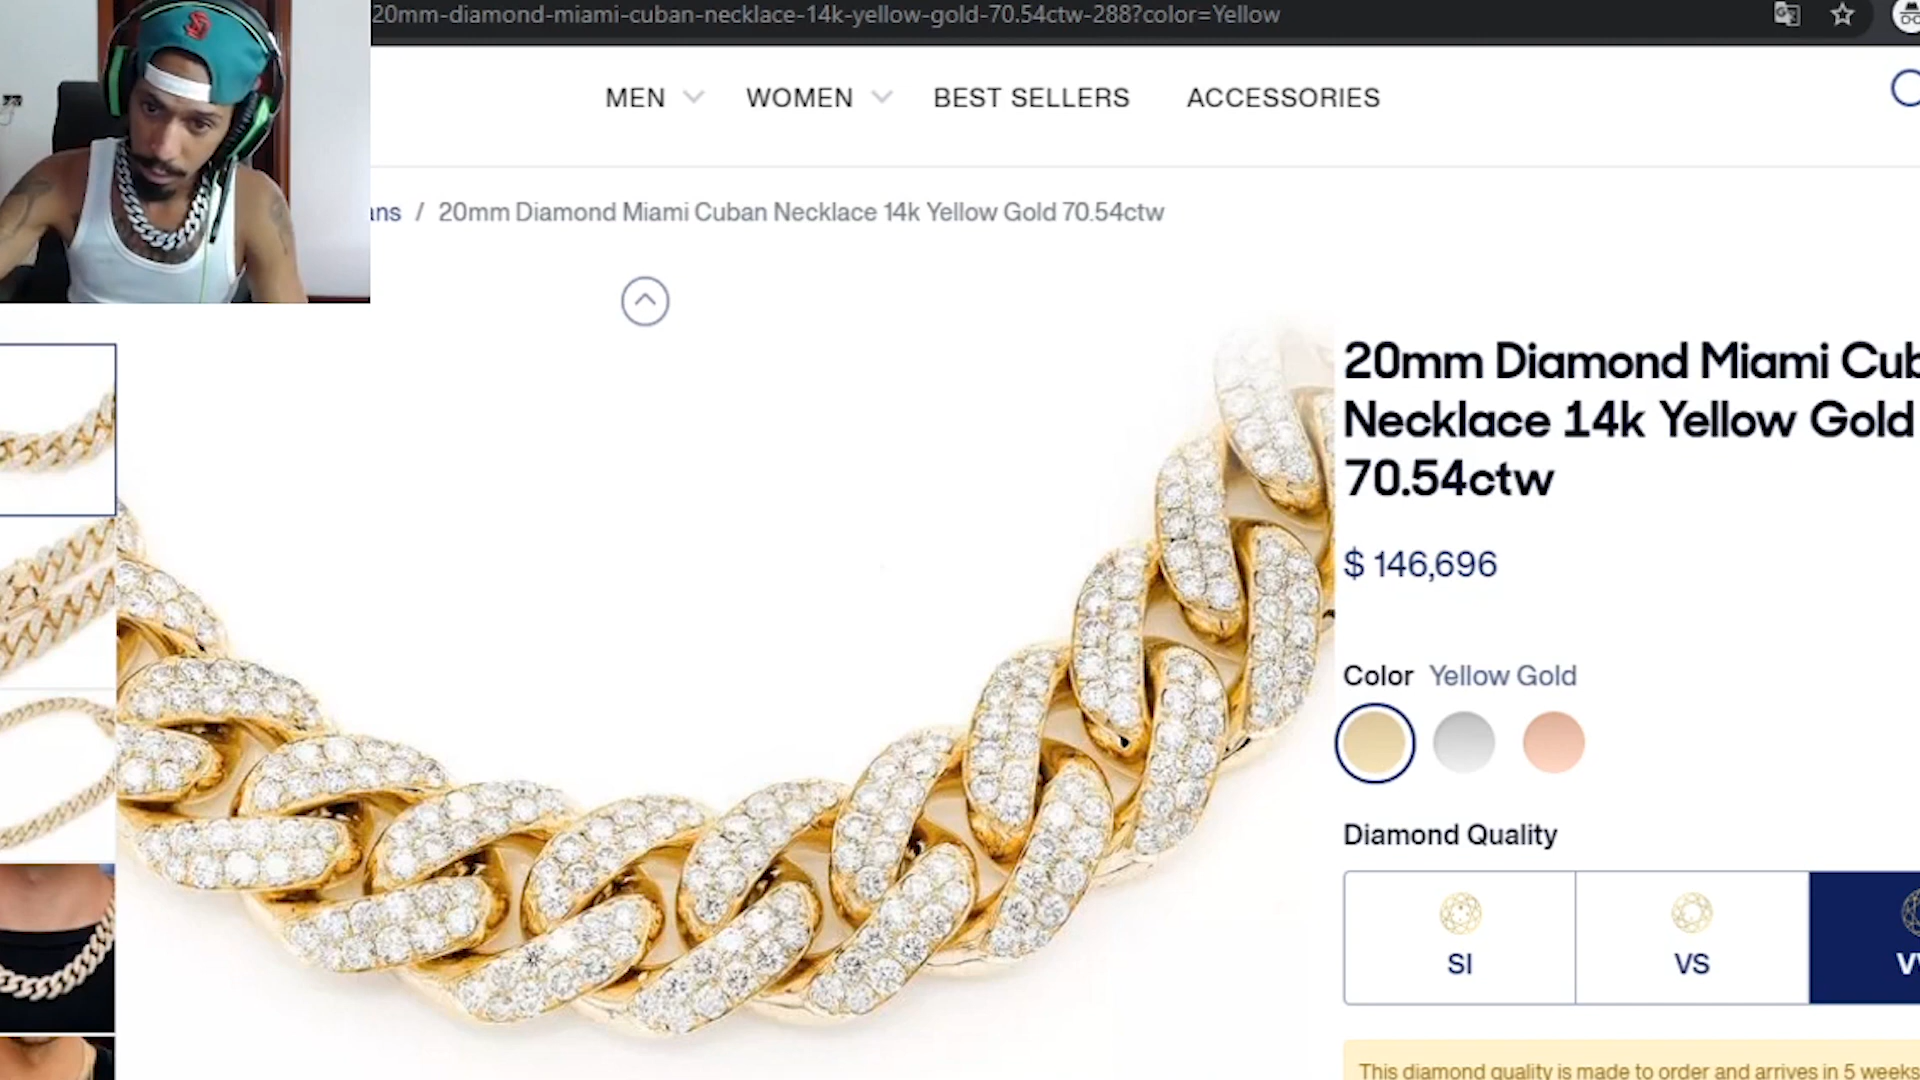 20mm-diamond-miami-cuban-necklace-14k-yellow-gold-70.54ctw-288?color=Yellow
MEN WOMEN BEST SELLERS ACCESSORIES
ans / 20mm Diamond Miami Cuban Necklace 14k Yellow Gold 70.54ctw
20mm Diamond Miami Cub
Necklace 14k Yellow Gold
70.54ctw
$ 146,696
Color Yellow Gold
Diamond Quality
SI VS VV
This diamond quality is made to order and arrives in 5 weeks